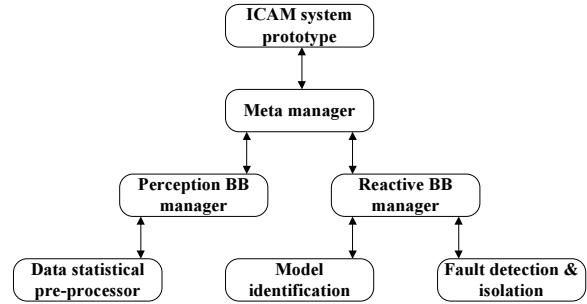 ICAM system
prototype
Meta manager
Perception BB
manager
Reactive BB
manager
Data statistical
pre-processor
Model
identification
Fault detection &
isolation